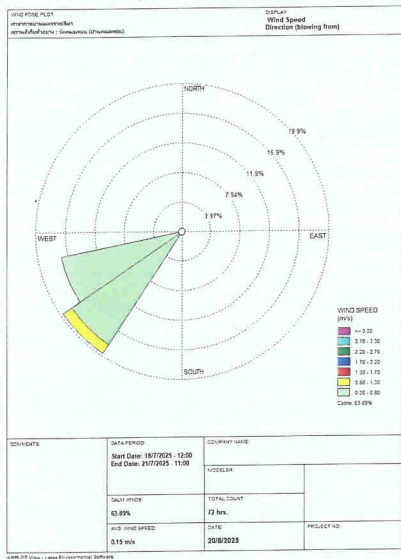 WIND ROSE PLOT:
DISPLAY:
Wind Speed
Direction (blowing from)
NORTH
19.9%
15.9%
11.9%
7.94%
3.97%
WEST
EAST
SOUTH
WIND SPEED
(m/s)
>= 3.30
2.70 - 3.30
2.20 - 2.70
1.70 - 2.20
1.30 - 1.70
0.80 - 1.30
0.30 - 0.80
Calms: 63.89%
COMMENTS:
DATA PERIOD:
Start Date: 18/7/2025 - 12:00
End Date: 21/7/2025 - 11:00
COMPANY NAME:
MODELER:
CALM WINDS:
63.89%
TOTAL COUNT:
72 hrs.
AVG. WIND SPEED:
0.15 m/s
DATE:
20/8/2025
PROJECT NO.:
WRPLOT View - Lakes Environmental Software